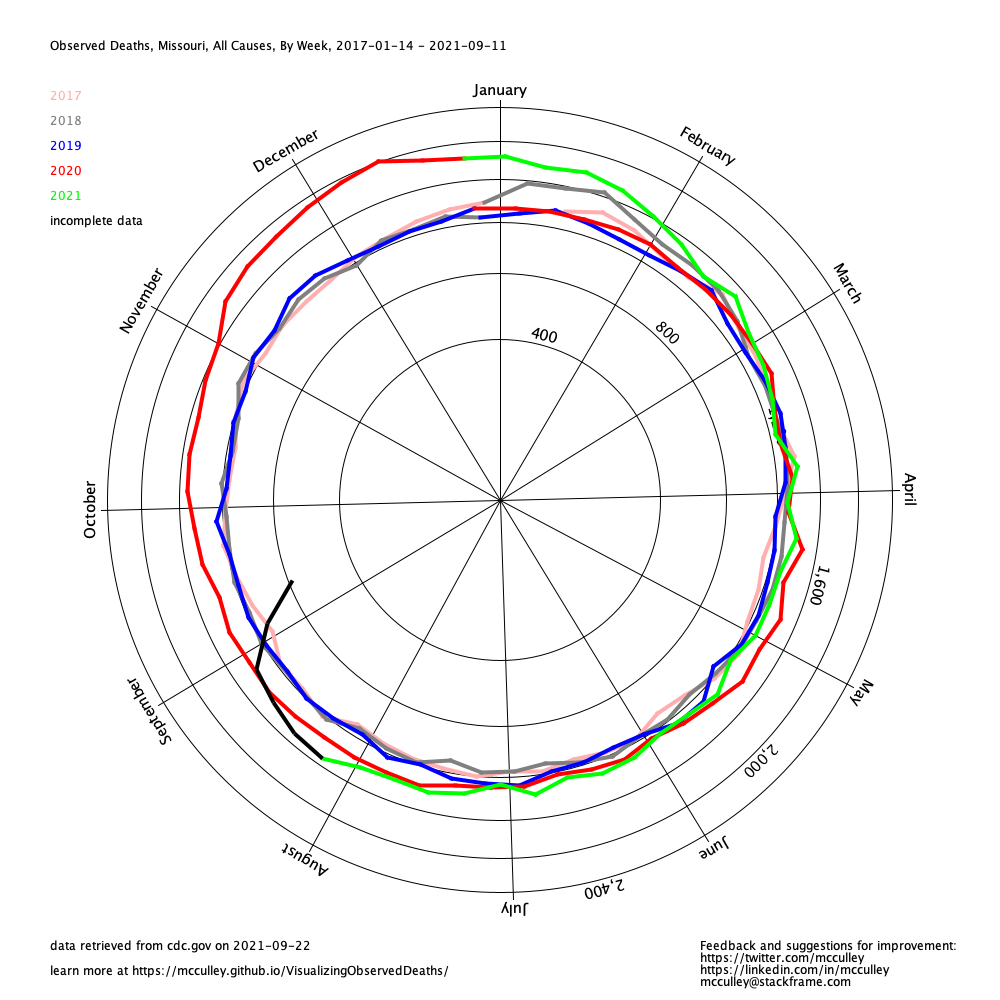 Observed Deaths, Missouri, All Causes, By Week, 2017-01-14 - 2021-09-11
2017
2018
2019
2020
2021
incomplete data
January
February
March
April
May
June
July
August
September
October
November
December
400
800
1,600
2,000
2,400
data retrieved from cdc.gov on 2021-09-22
learn more at https://mcculley.github.io/VisualizingObservedDeaths/
Feedback and suggestions for improvement:
https://twitter.com/mcculley
https://linkedin.com/in/mcculley
mcculley@stackframe.com